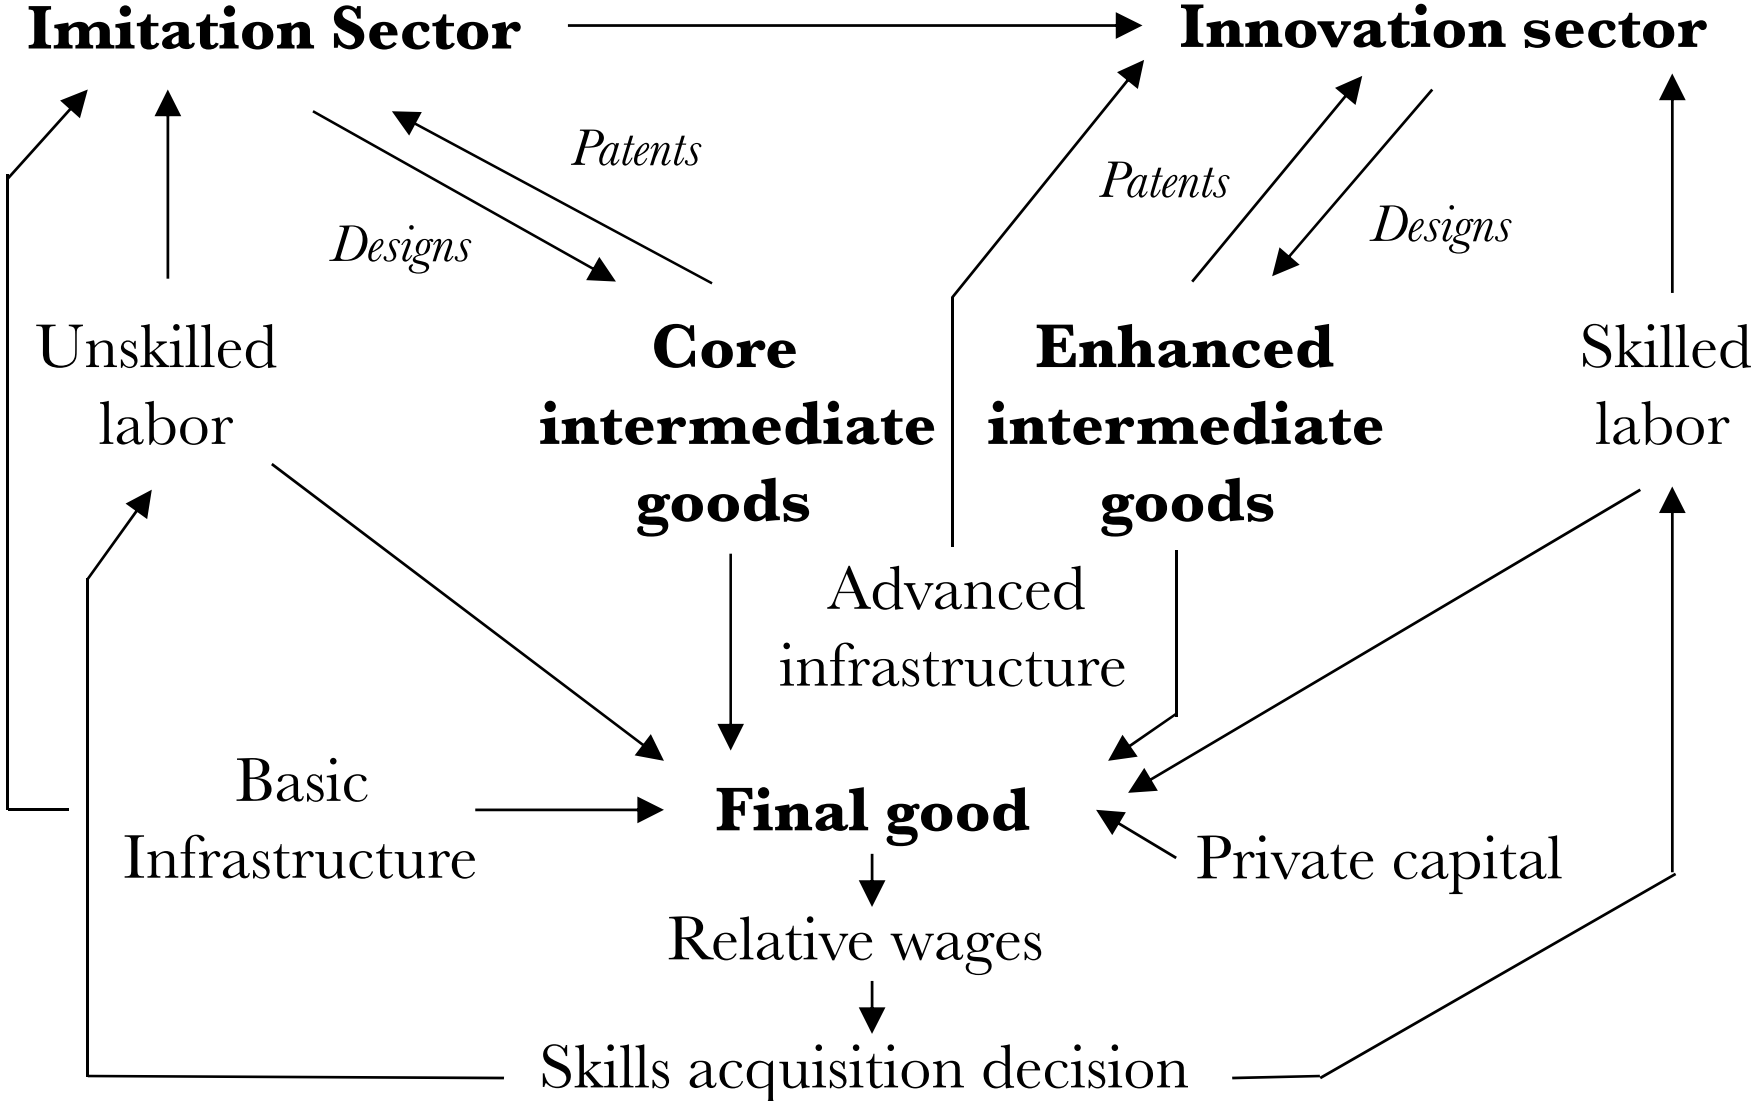 Imitation Sector
Innovation sector
Patents
Patents
Designs
Designs
Unskilled
labor
Core
intermediate
goods
Enhanced
intermediate
goods
Skilled
labor
Advanced
infrastructure
Basic
Infrastructure
Final good
Private capital
Relative wages
Skills acquisition decision